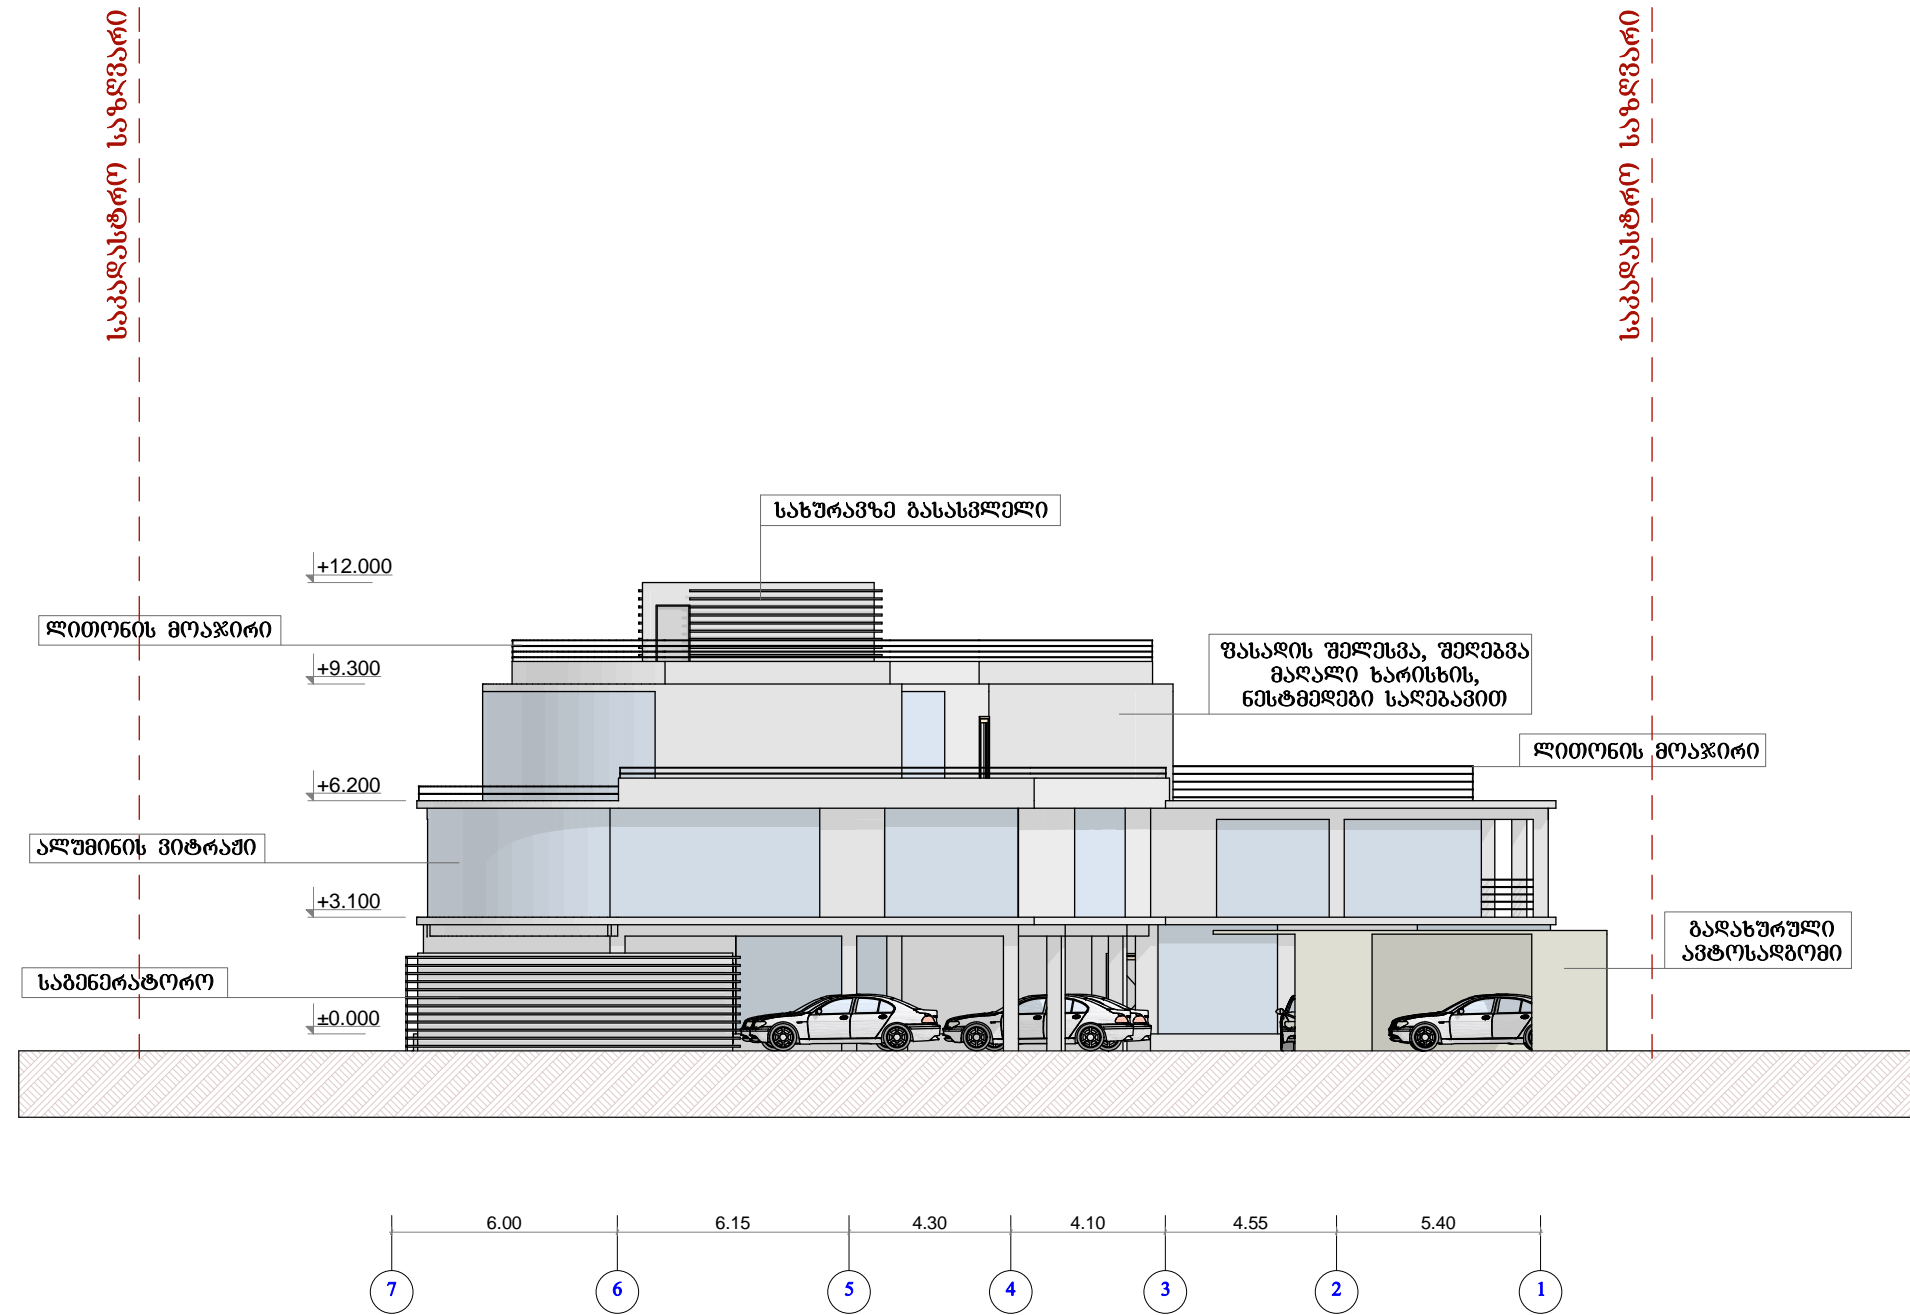 საკადასტრო საზღვარი
საკადასტრო საზღვარი
სახურავზე გასასვლელი
+12.000
ლითონის მოაჯირი
ფასადის შელესვა, შეღებვა
მაღალი ხარისხის,
ნესტმედეგი საღებავით
+9.300
ლითონის მოაჯირი
+6.200
ალუმინის ვიტრაჟი
+3.100
გადახურული
ავტოსადგომი
საგენერატორო
±0.000
6.00 6.15 4.30 4.10 4.55 5.40
7 6 5 4 3 2 1